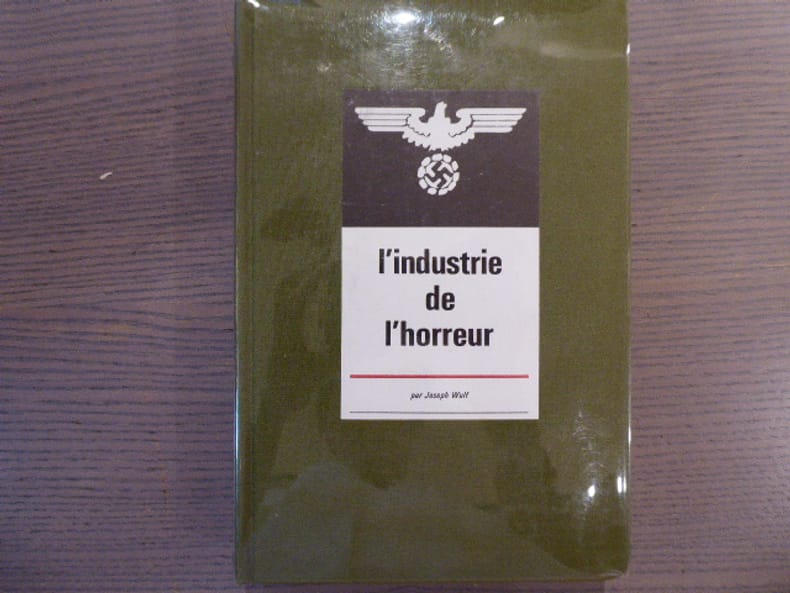 l'industrie
de
l'horreur
par Joseph Wulf